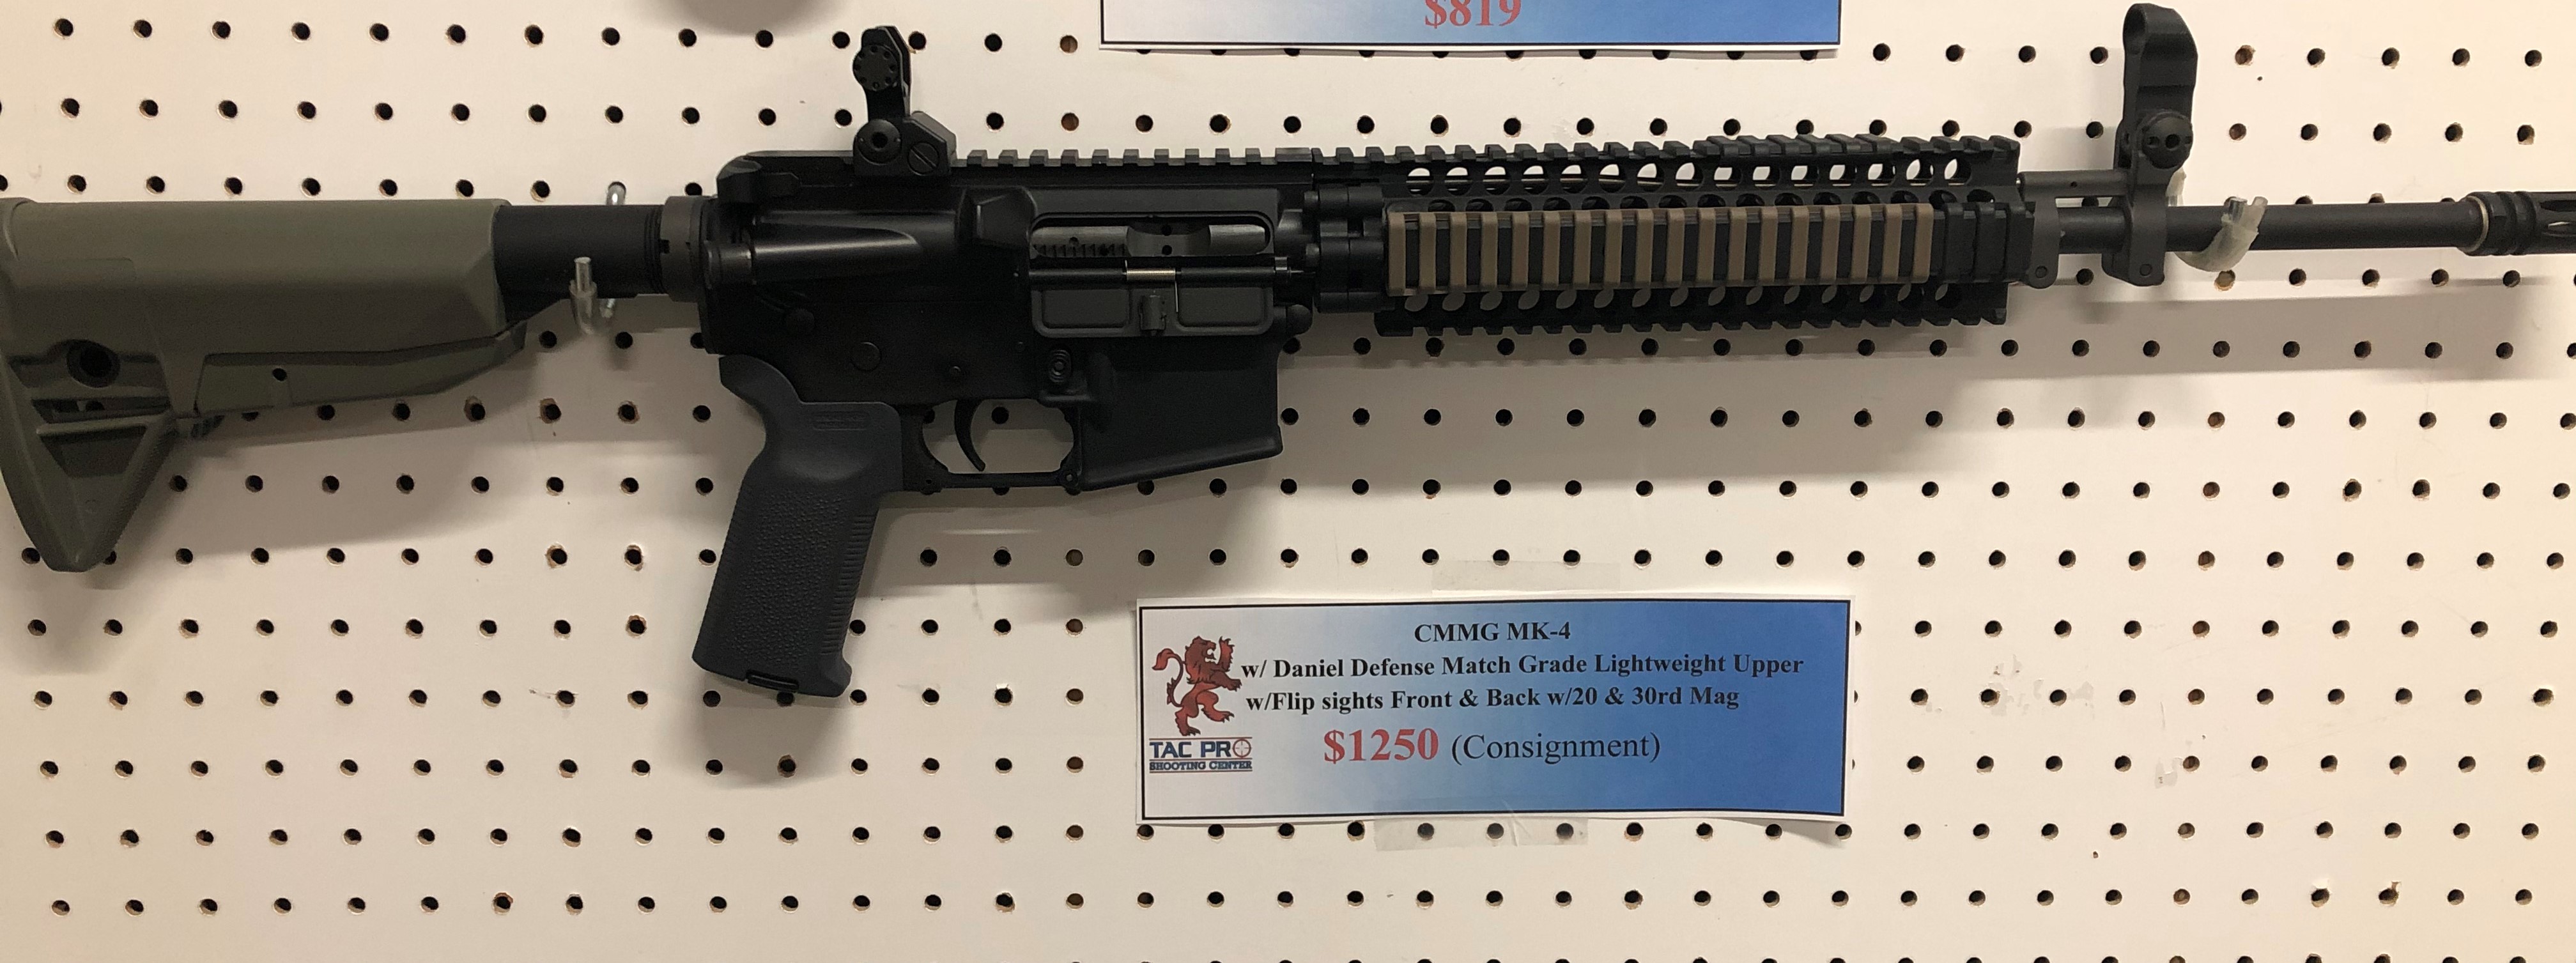 $819
CMMG MK-4
w/ Daniel Defense Match Grade Lightweight Upper
w/Flip sights Front & Back w/20 & 30rd Mag
$1250 (Consignment)
TAC PRO
SHOOTING CENTER